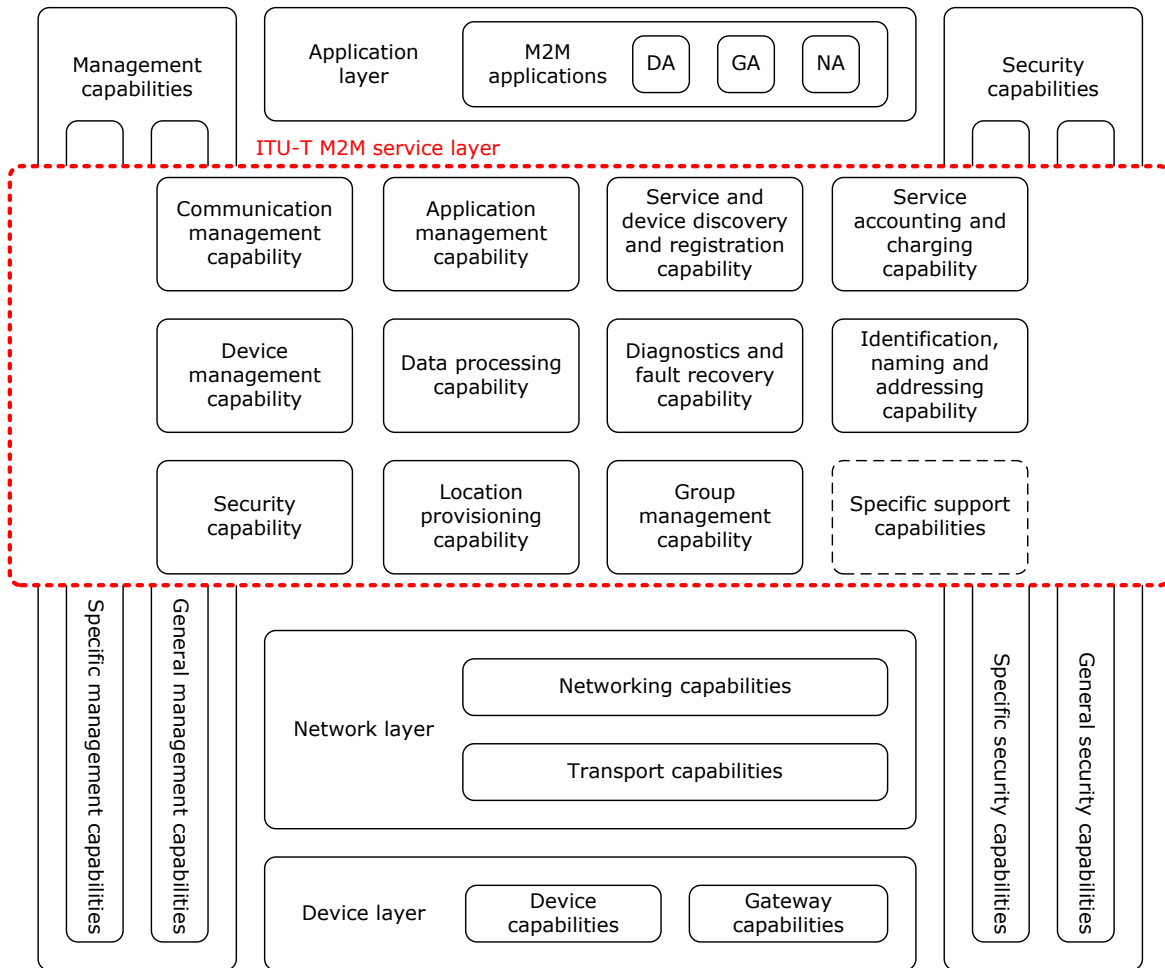 Management
capabilities
Application
layer
M2M
applications
DA
GA
NA
Security
capabilities
ITU-T M2M service layer
Communication
management
capability
Application
management
capability
Service and
device discovery
and registration
capability
Service
accounting and
charging
capability
Device
management
capability
Data processing
capability
Diagnostics and
fault recovery
capability
Identification,
naming and
addressing
capability
Security
capability
Location
provisioning
capability
Group
management
capability
Specific support
capabilities
Specific management capabilities
General management capabilities
Network layer
Networking capabilities
Transport capabilities
Device layer
Device
capabilities
Gateway
capabilities
Specific security capabilities
General security capabilities